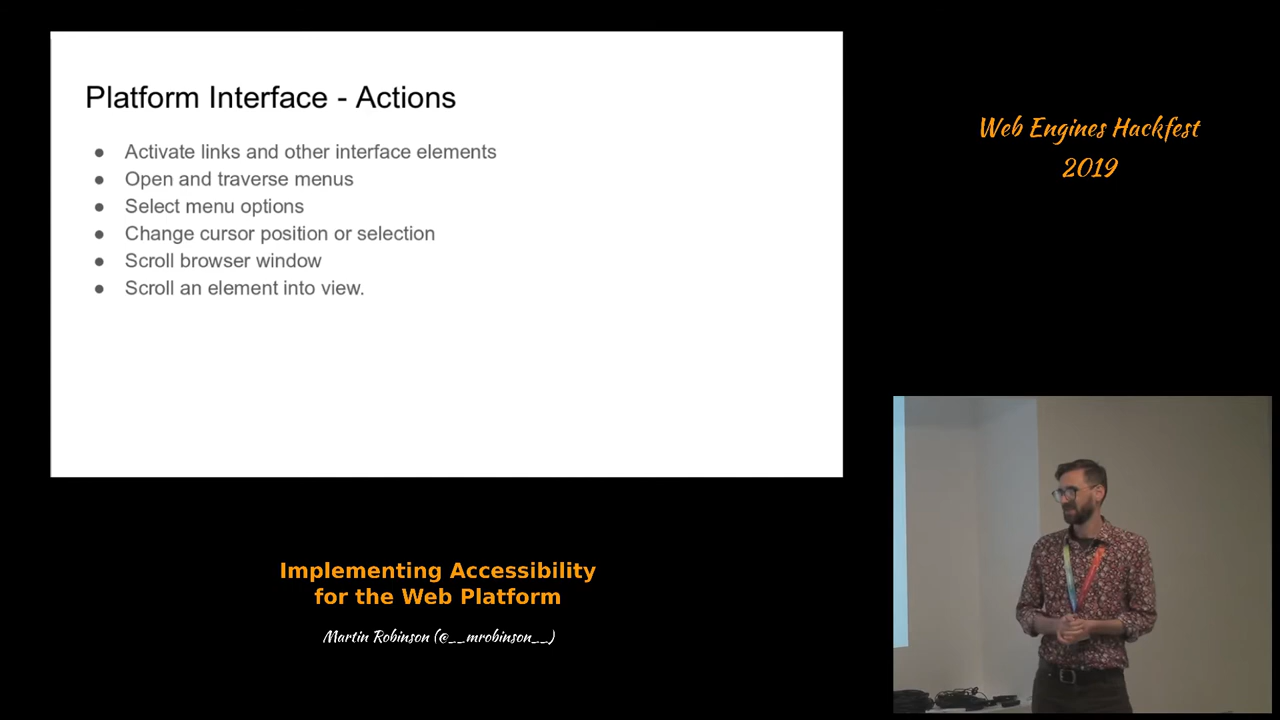 Platform Interface - Actions
● Activate links and other interface elements
● Open and traverse menus
● Select menu options
● Change cursor position or selection
● Scroll browser window
● Scroll an element into view.
Web Engines Hackfest
2019
Implementing Accessibility
for the Web Platform
Martin Robinson (@__mrobinson__)